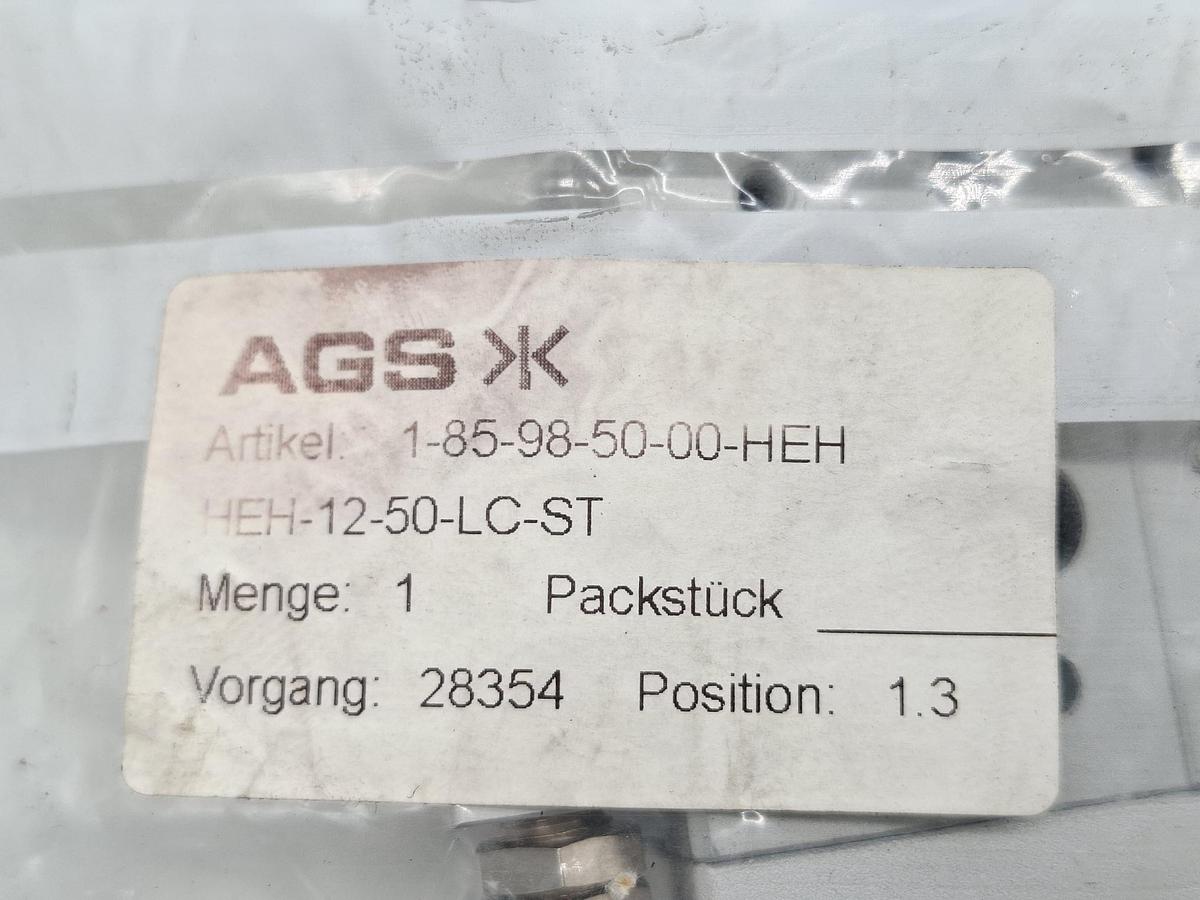 AGS
Artikel: 1-85-98-50-00-HEH
HEH-12-50-LC-ST
Menge: 1 Packstück
Vorgang: 28354 Position: 1.3